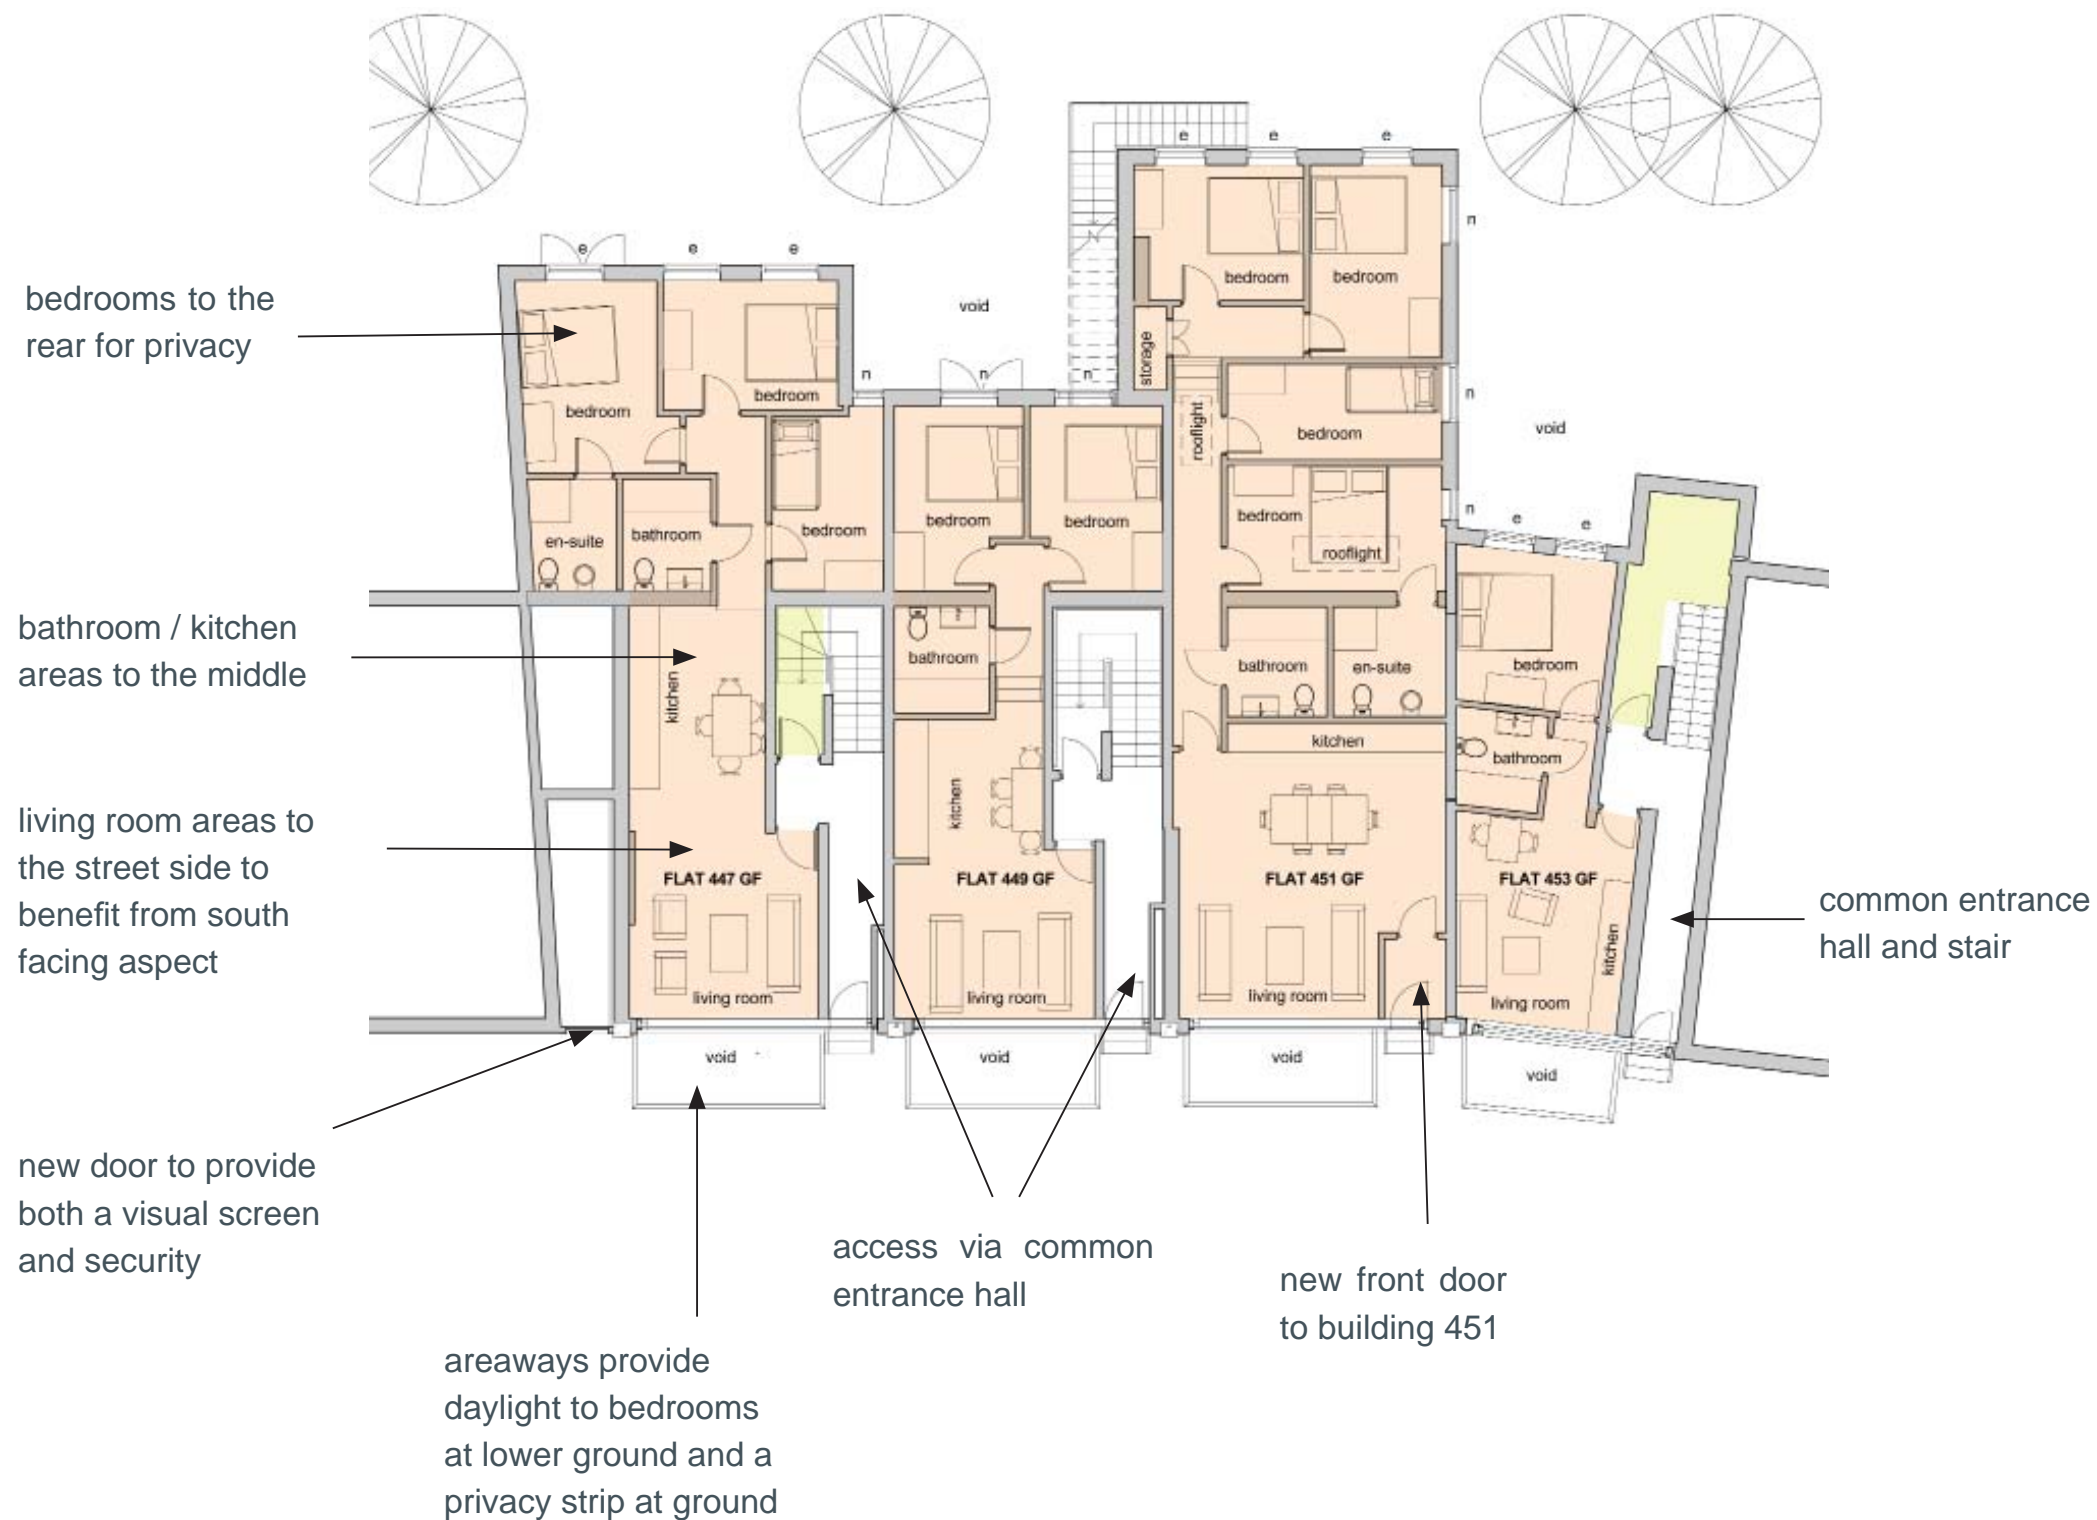 e
e
e
n
bedroom
bedroom
bedrooms to the
rear for privacy
e
e
e
void
storage
n
n
n
n
bedroom
bedroom
rooflight
bedroom
void
bedroom
bedroom
bedroom
bedroom
n
e
e
en-suite
bathroom
rooflight
bathroom / kitchen
areas to the middle
kitchen
bathroom
bathroom
en-suite
bedroom
kitchen
bathroom
kitchen
living room areas to
the street side to
benefit from south
facing aspect
FLAT 447 GF
FLAT 449 GF
FLAT 451 GF
FLAT 453 GF
kitchen
common entrance
hall and stair
living room
living room
living room
living room
void
void
void
void
new door to provide
both a visual screen
and security
access via common
entrance hall
new front door
to building 451
areaways provide
daylight to bedrooms
at lower ground and a
privacy strip at ground